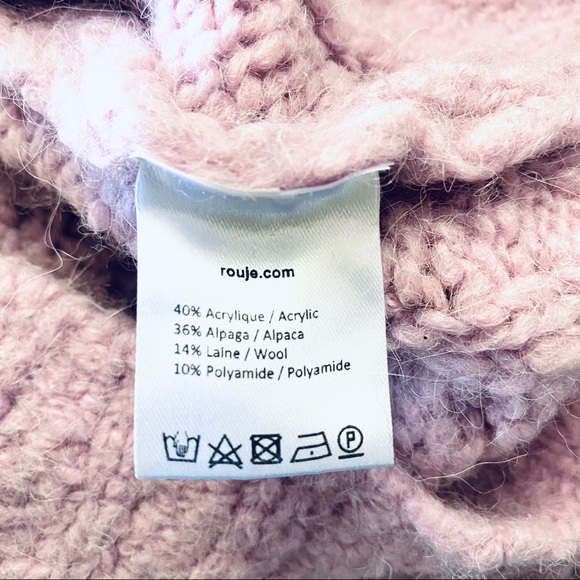 rouje.com
40% Acrylique / Acrylic
36% Alpaga / Alpaca
14% Laine / Wool
10% Polyamide / Polyamide
P